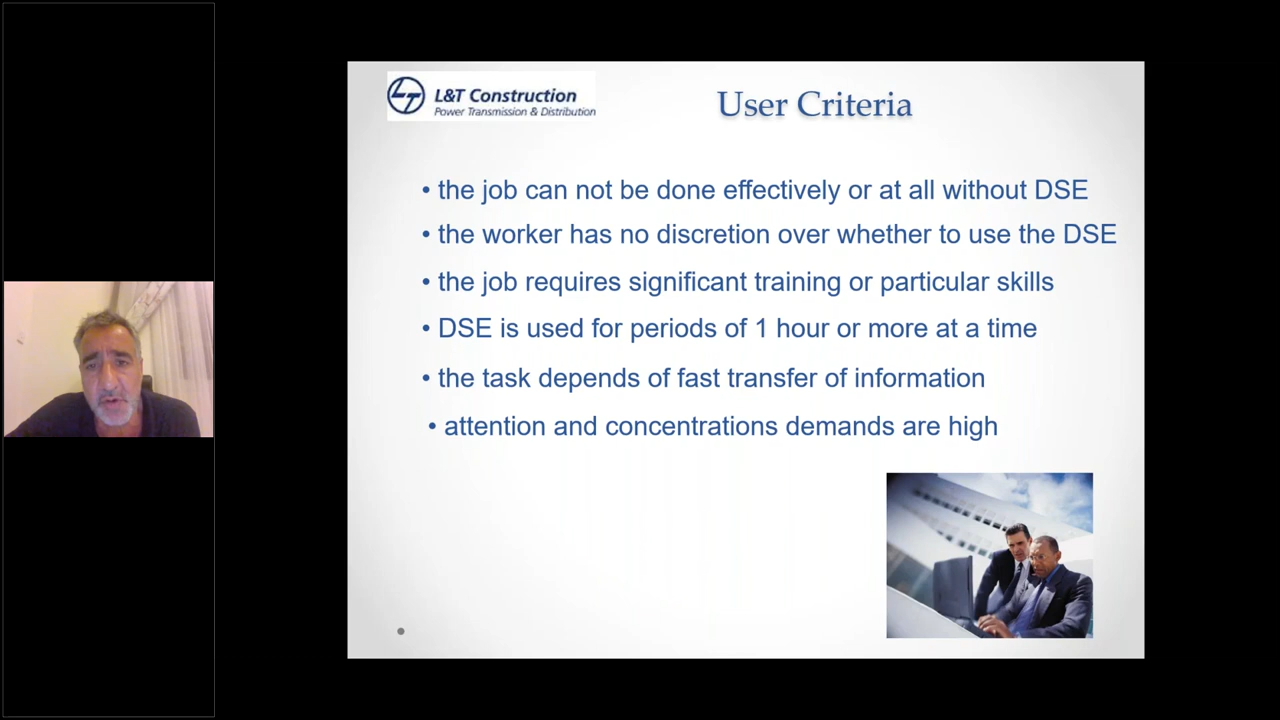 L&T Construction
Power Transmission & Distribution
User Criteria
• the job can not be done effectively or at all without DSE
• the worker has no discretion over whether to use the DSE
• the job requires significant training or particular skills
• DSE is used for periods of 1 hour or more at a time
• the task depends of fast transfer of information
• attention and concentrations demands are high